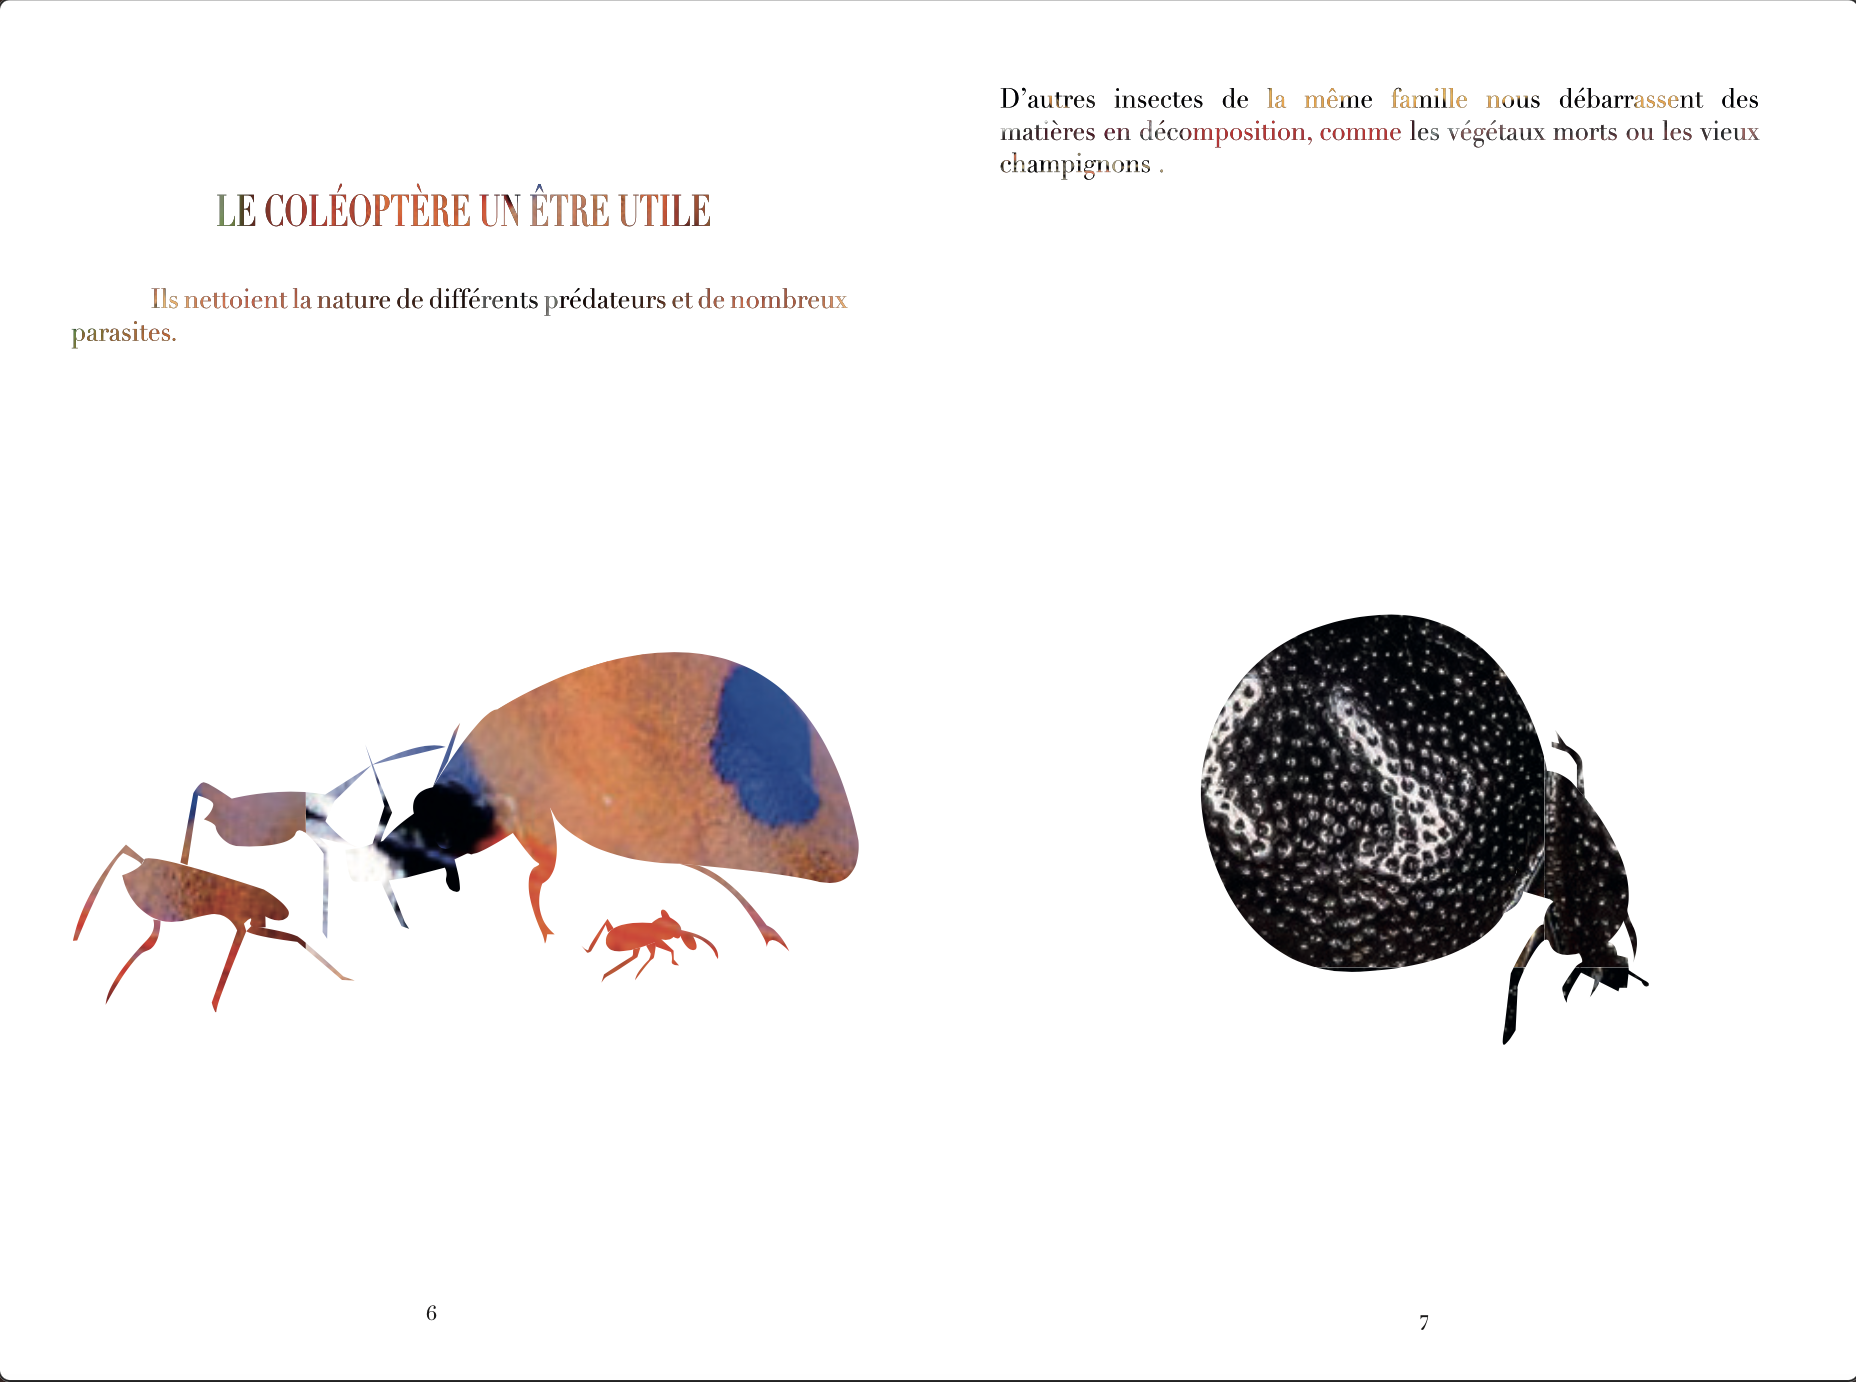 LE COLÉOPTÈRE UN ÊTRE UTILE
Ils nettoient la nature de différents prédateurs et de nombreux
parasites.
6
D’autres insectes de la même famille nous débarrassent des
matières en décomposition, comme les végétaux morts ou les vieux
champignons .
7